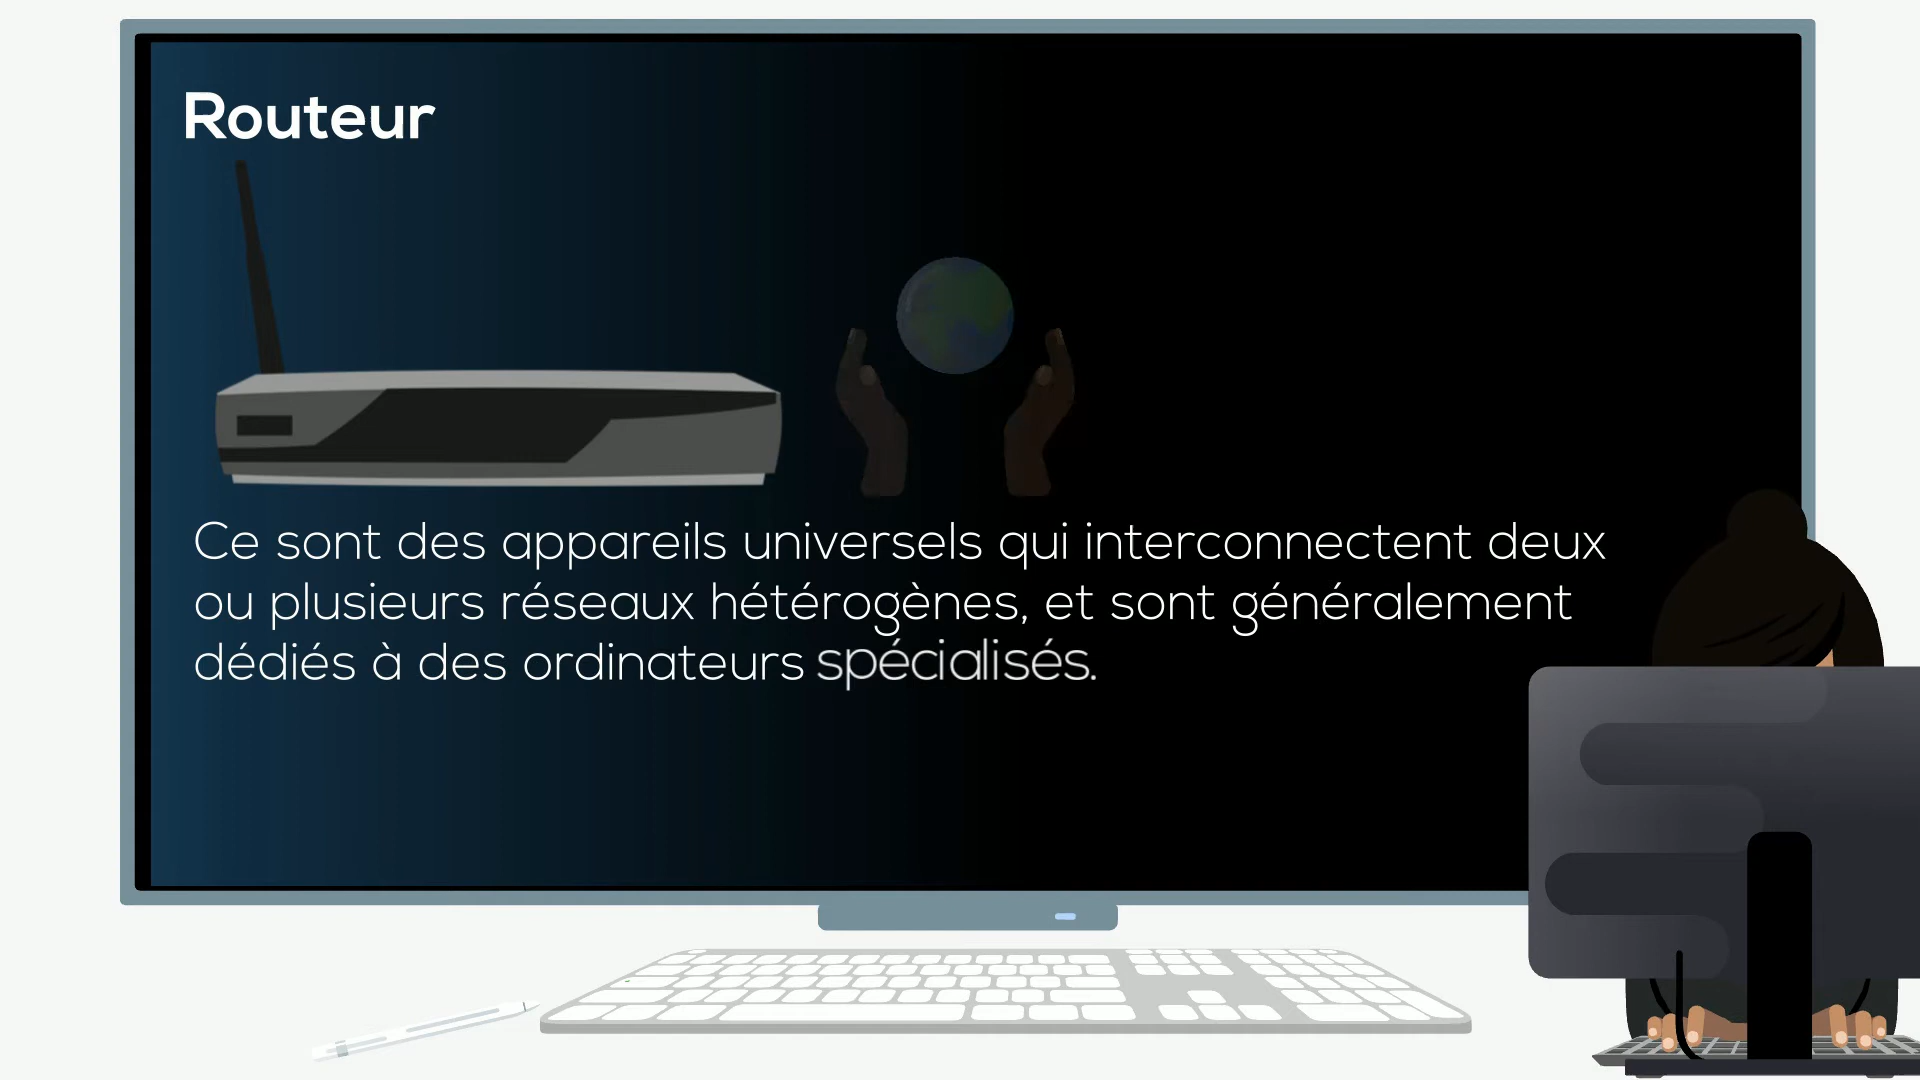 Routeur
Ce sont des appareils universels qui interconnectent deux
ou plusieurs réseaux hétérogènes, et sont généralement
dédiés à des ordinateurs spécialisés.